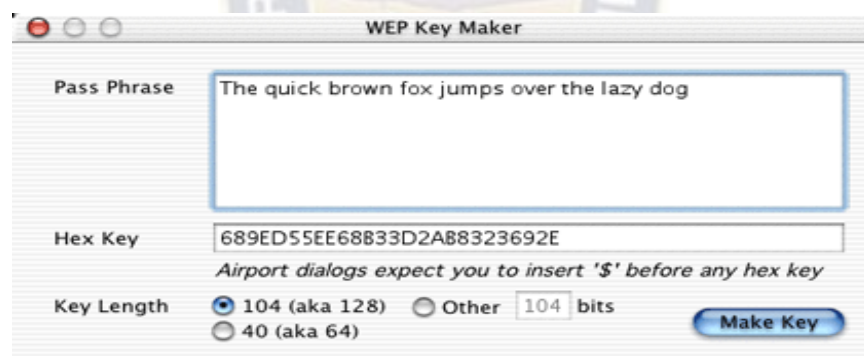 WEP Key Maker
Pass Phrase The quick brown fox jumps over the lazy dog
Hex Key 689ED55EE68B33D2AB8323692E
Airport dialogs expect you to insert '$' before any hex key
Key Length 104 (aka 128) Other 104 bits
40 (aka 64) Make Key